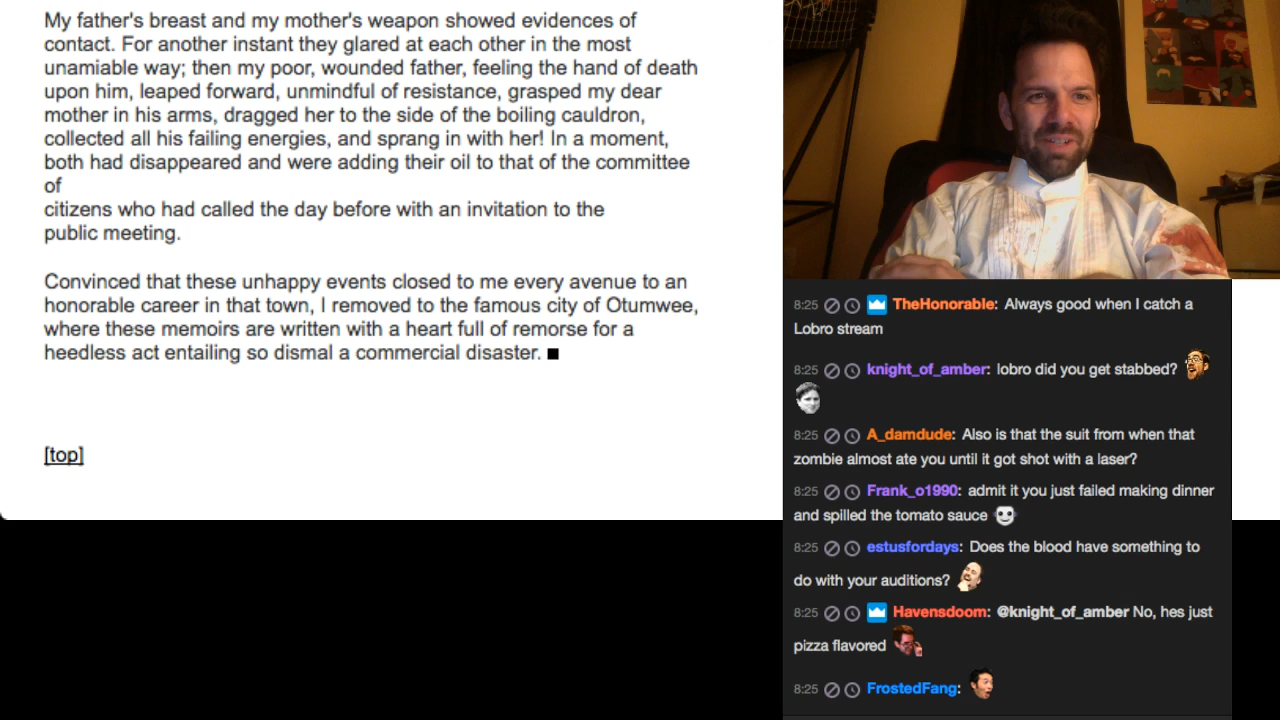 My father's breast and my mother's weapon showed evidences of
contact. For another instant they glared at each other in the most
unamiable way; then my poor, wounded father, feeling the hand of death
upon him, leaped forward, unmindful of resistance, grasped my dear
mother in his arms, dragged her to the side of the boiling cauldron,
collected all his failing energies, and sprang in with her! In a moment,
both had disappeared and were adding their oil to that of the committee
of
citizens who had called the day before with an invitation to the
public meeting.
Convinced that these unhappy events closed to me every avenue to an
honorable career in that town, I removed to the famous city of Otumwee,
where these memoirs are written with a heart full of remorse for a
heedless act entailing so dismal a commercial disaster. ■
[top]
8:25 TheHonorable: Always good when I catch a
Lobro stream
8:25 knight_of_amber: lobro did you get stabbed?
8:25 A_damdude: Also is that the suit from when that
zombie almost ate you until it got shot with a laser?
8:25 Frank_o1990: admit it you just failed making dinner
and spilled the tomato sauce
8:25 estusfordays: Does the blood have something to
do with your auditions?
8:25 Havensdoom: @knight_of_amber No, hes just
pizza flavored
8:25 FrostedFang: